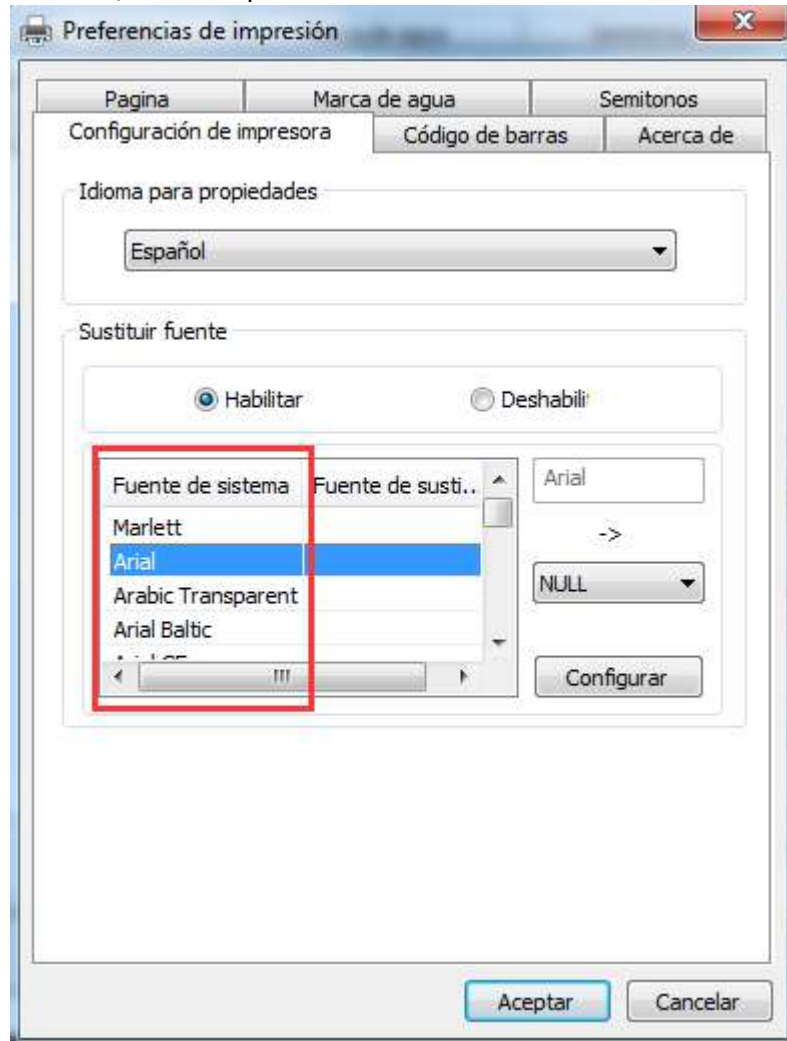 Preferencias de impresión
Pagina Marca de agua Semitonos
Configuración de impresora Código de barras Acerca de
Idioma para propiedades
Español
Sustituir fuente
Habilitar Deshabili
Fuente de sistema Fuente de susti..
Arial
Marlett
->
Arial
NULL
Arabic Transparent
Arial Baltic
Configurar
Aceptar Cancelar